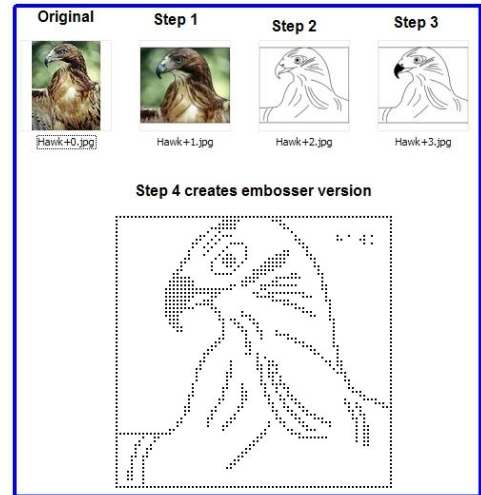 Original
Step 1
Step 2
Step 3
Hawk+0.jpg
Hawk+1.jpg
Hawk+2.jpg
Hawk+3.jpg
Step 4 creates embosser version